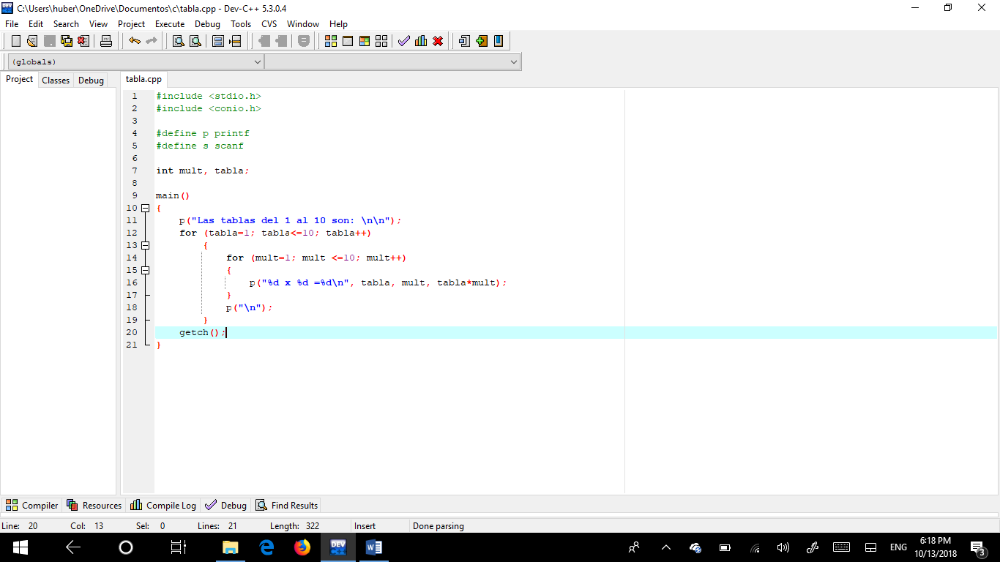 C:\Users\huber\OneDrive\Documentos\c\tabla.cpp - Dev-C++ 5.3.0.4
File Edit Search View Project Execute Debug Tools CVS Window Help
(globals)
Project Classes Debug tabla.cpp
1 #include <stdio.h>
2 #include <conio.h>
3
4 #define p printf
5 #define s scanf
6
7 int mult, tabla;
8
9 main()
10 {
11 p("Las tablas del 1 al 10 son: \n\n");
12 for (tabla=1; tabla<=10; tabla++)
13 {
14 for (mult=1; mult <=10; mult++)
15 {
16 p("%d x %d =%d\n", tabla, mult, tabla*mult);
17 }
18 p("\n");
19 }
20 getch();
21 }
Compiler Resources Compile Log Debug Find Results
Line: 20 Col: 13 Sel: 0 Lines: 21 Length: 322 Insert Done parsing
DEV
ENG
6:18 PM
10/13/2018
3